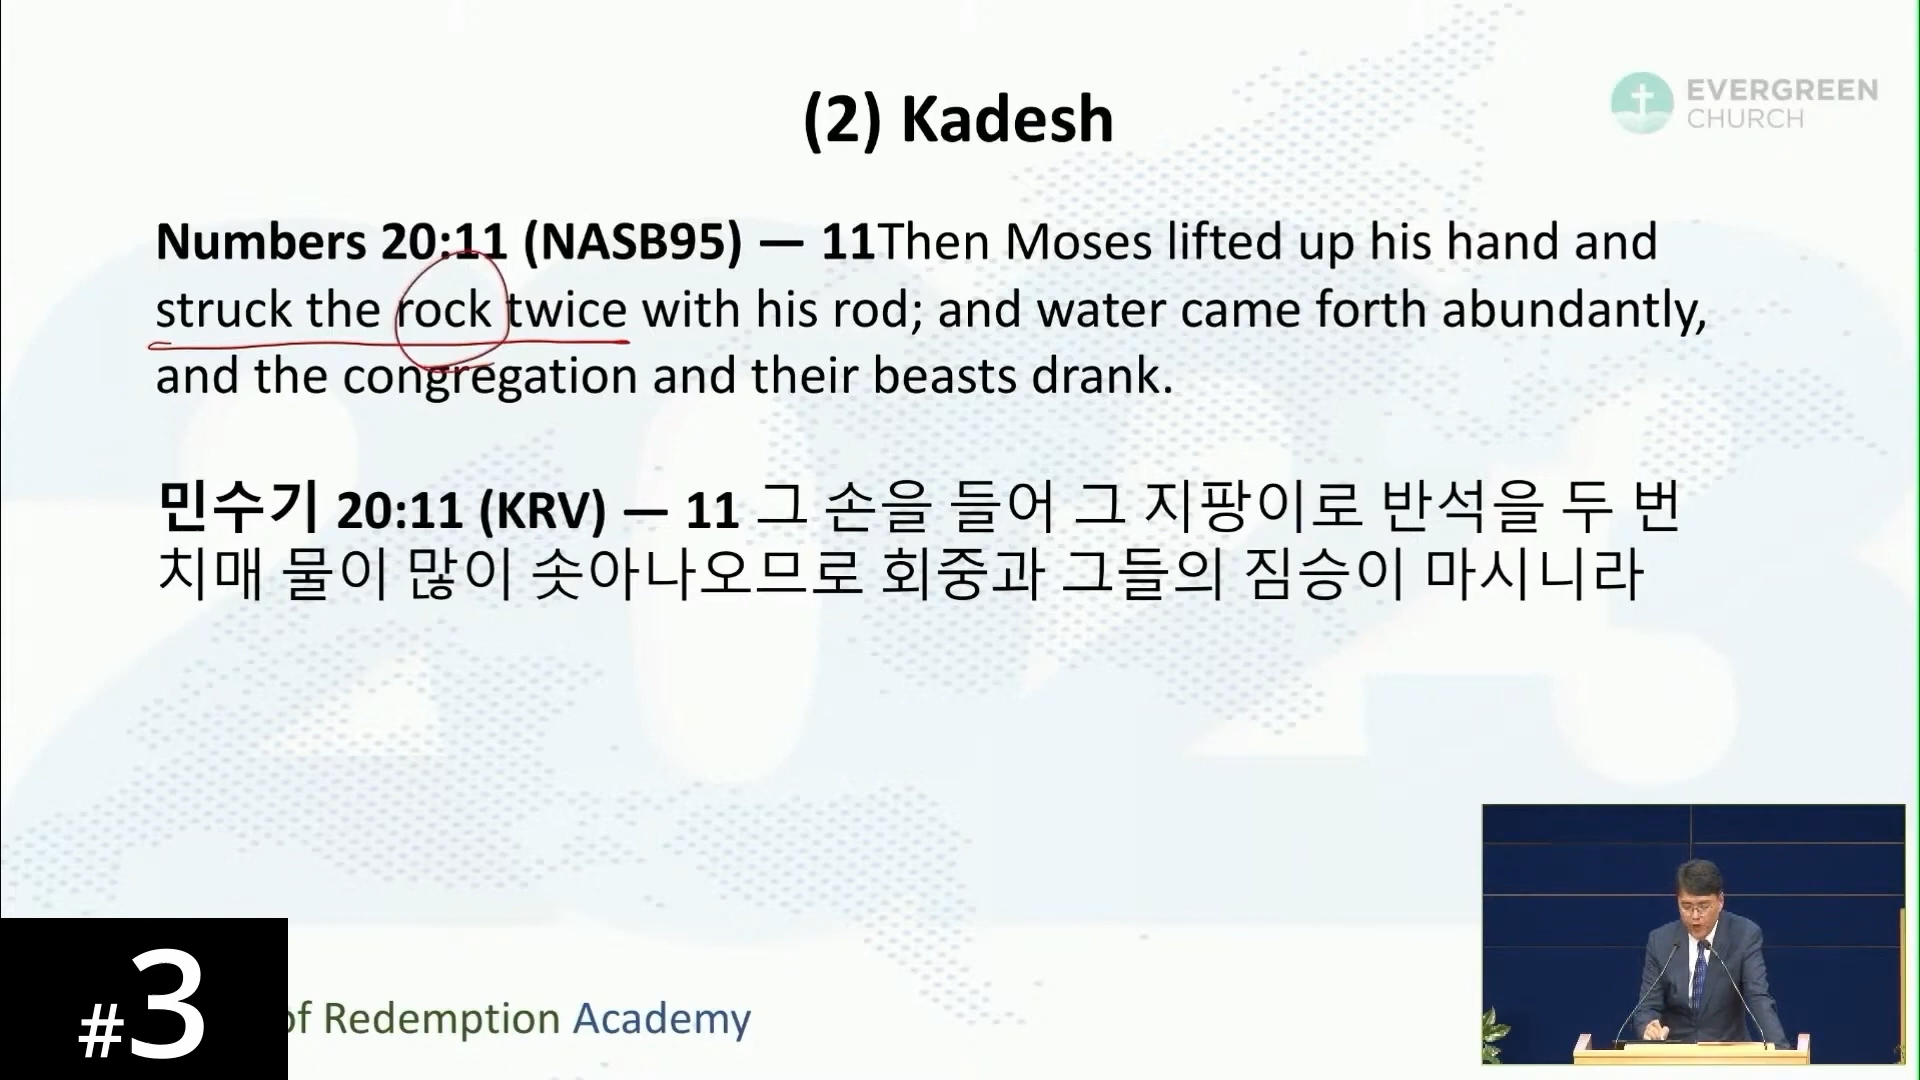 (2) Kadesh
EVERGREEN
CHURCH
Numbers 20:11 (NASB95) — 11Then Moses lifted up his hand and
struck the rock twice with his rod; and water came forth abundantly,
and the congregation and their beasts drank.
민수기 20:11 (KRV) — 11 그 손을 들어 그 지팡이로 반석을 두 번
치매 물이 많이 솟아나오므로 회중과 그들의 짐승이 마시니라
#3
of Redemption Academy